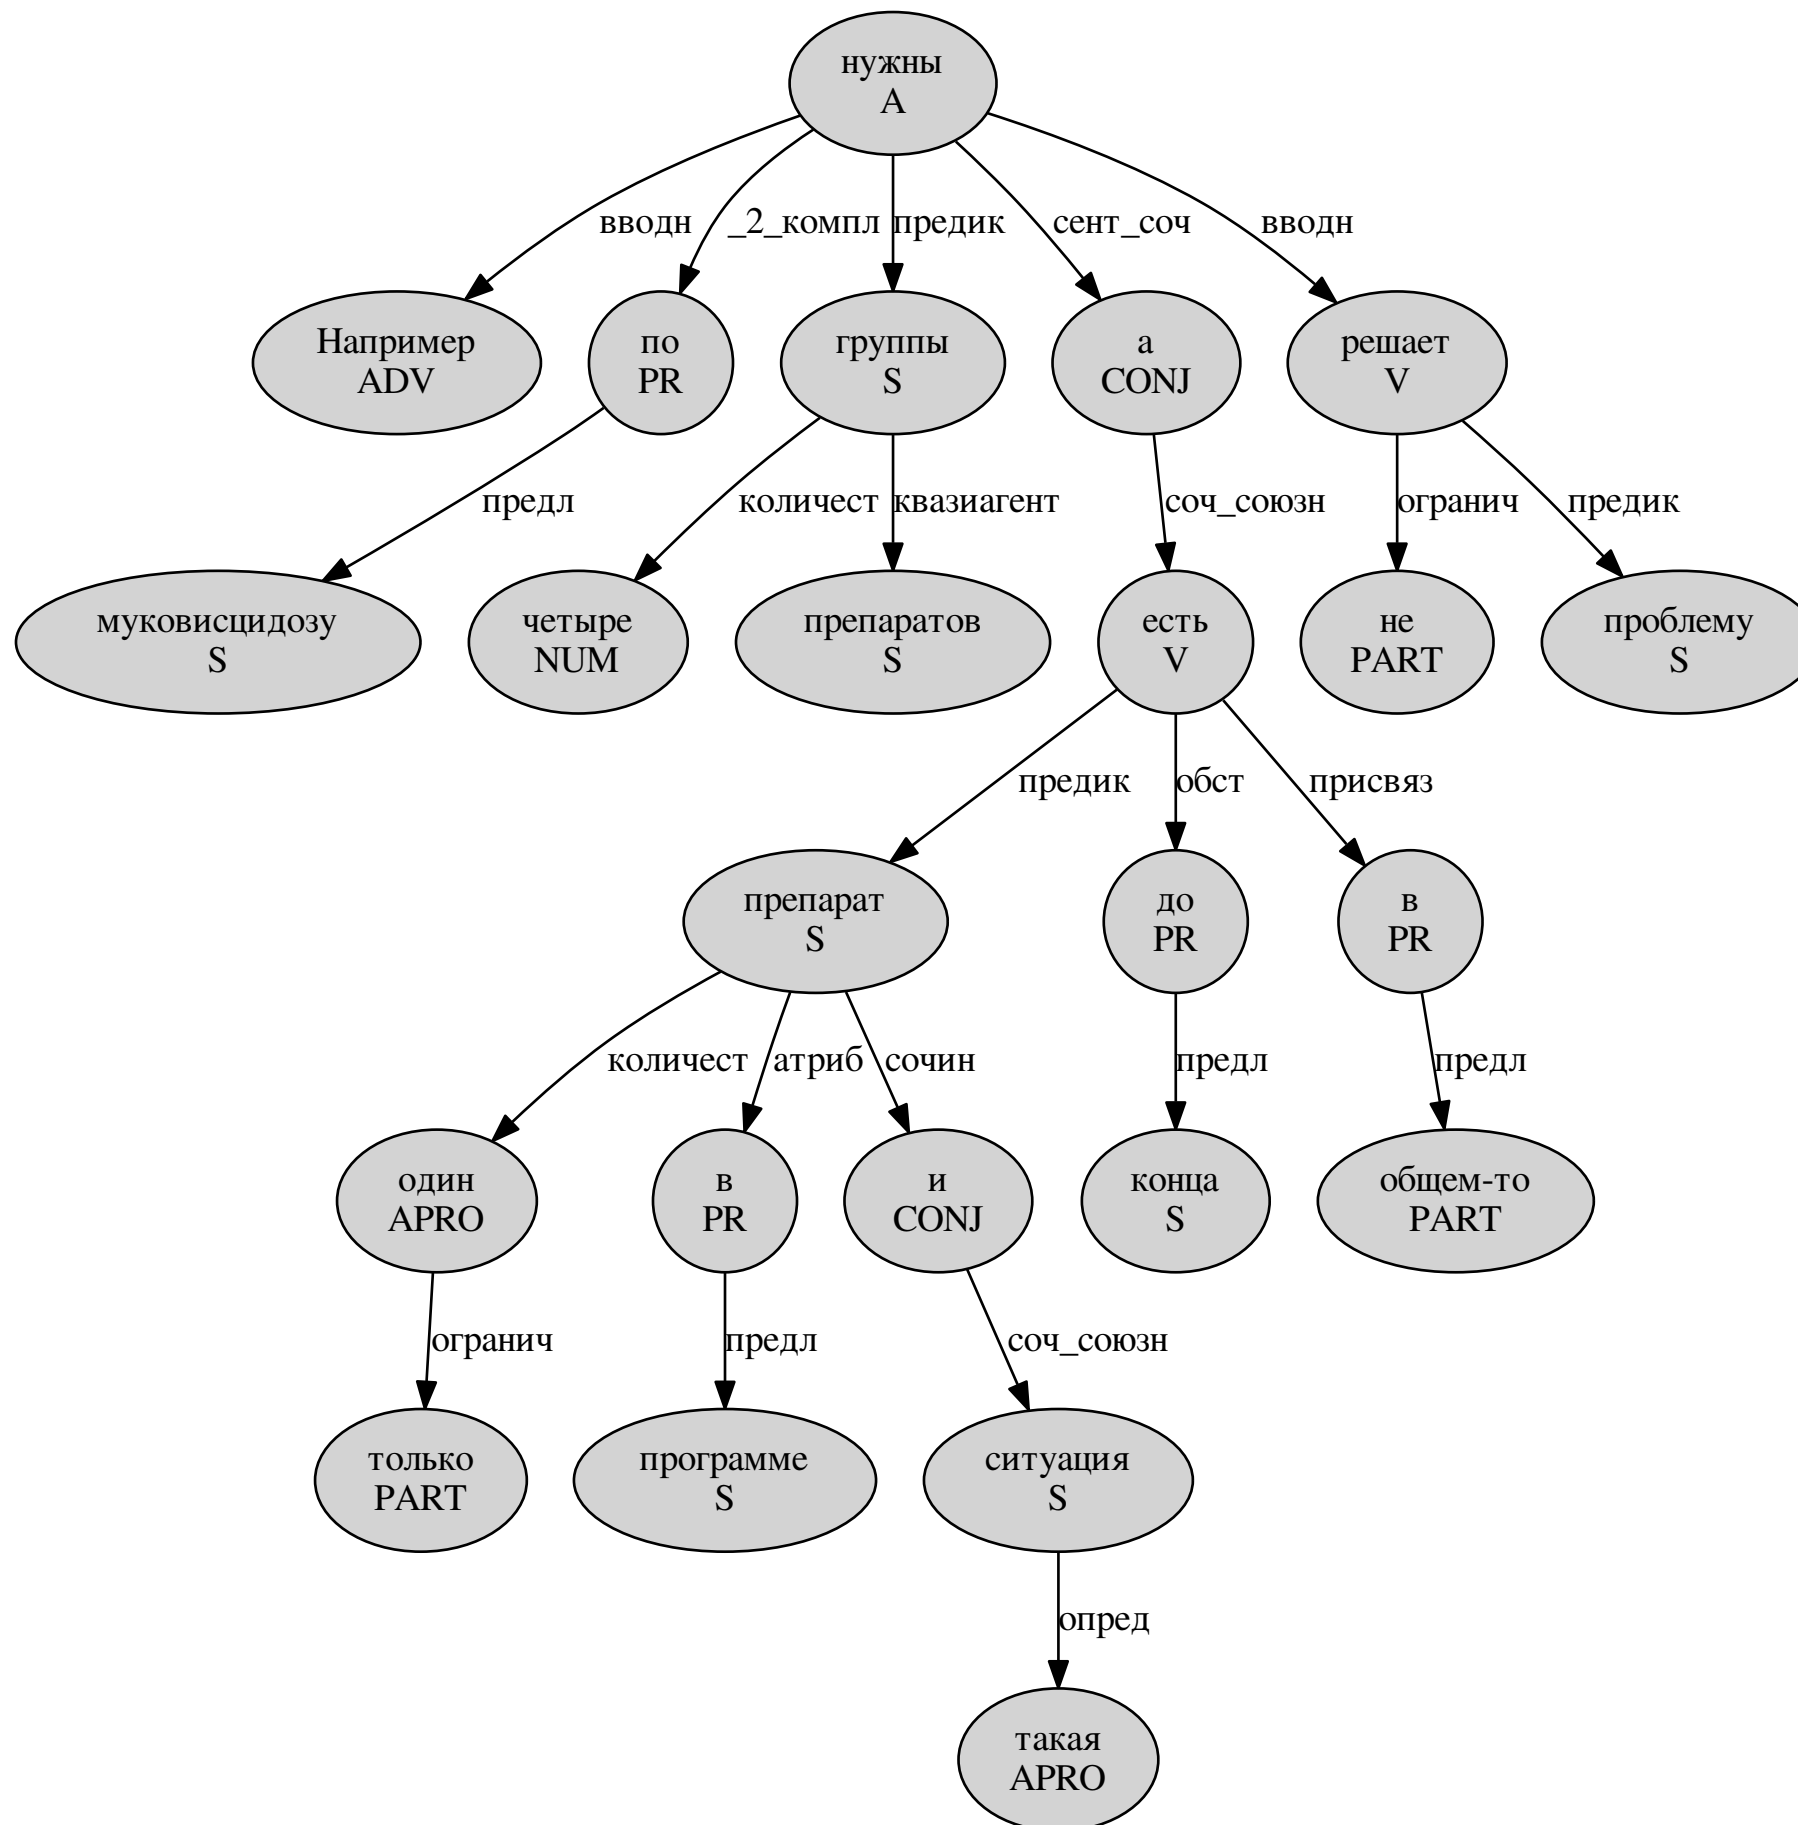 нужны
A
вводн
_2_компл
предик
сент_соч
вводн
Например
ADV
по
PR
группы
S
а
CONJ
решает
V
предл
количест
квазиагент
соч_союзн
огранич
предик
муковисцидозу
S
четыре
NUM
препаратов
S
есть
V
не
PART
проблему
S
предик
обст
присвяз
препарат
S
до
PR
в
PR
количест
атриб
сочин
предл
предл
один
APRO
в
PR
и
CONJ
конца
S
общем-то
PART
огранич
предл
соч_союзн
только
PART
программе
S
ситуация
S
опред
такая
APRO